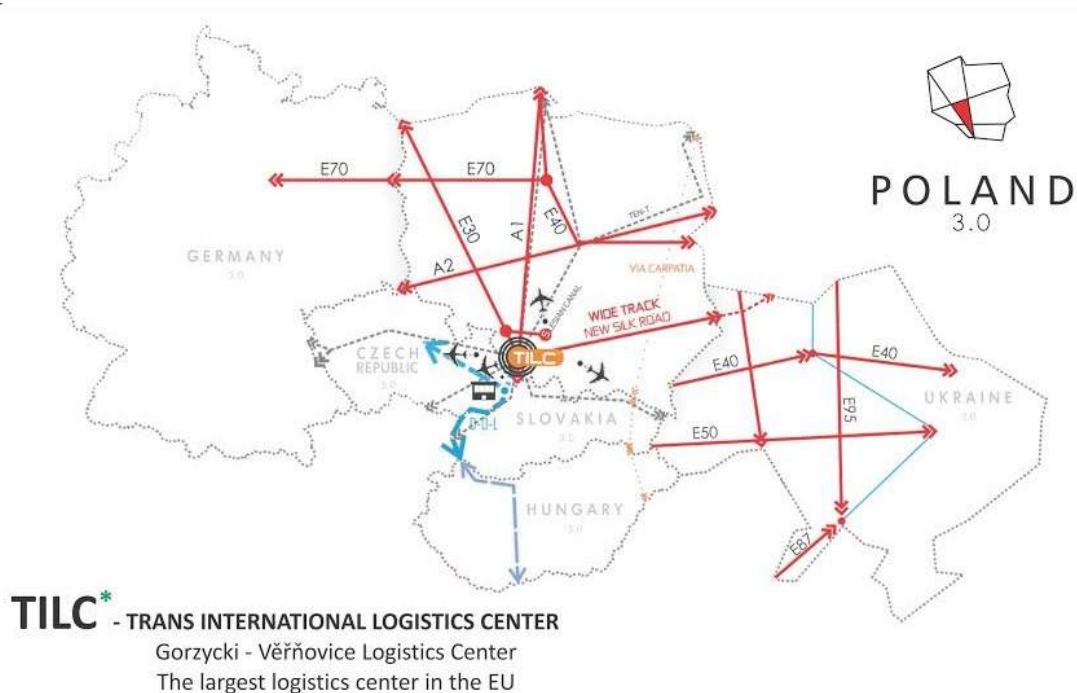 POLAND
3.0
E70
E70
E30
A1
E40
TEN-T
A2
GERMANY
3.0
VIA CARPATIA
WIDE TRACK
NEW SILK ROAD
TILC
CZECH
REPUBLIC
3.0
E40
E40
E95
UKRAINE
3.0
SLOVAKIA
3.0
D-O-L
E50
HUNGARY
3.0
E87
TILC* - TRANS INTERNATIONAL LOGISTICS CENTER
Gorzycki - Věřňovice Logistics Center
The largest logistics center in the EU